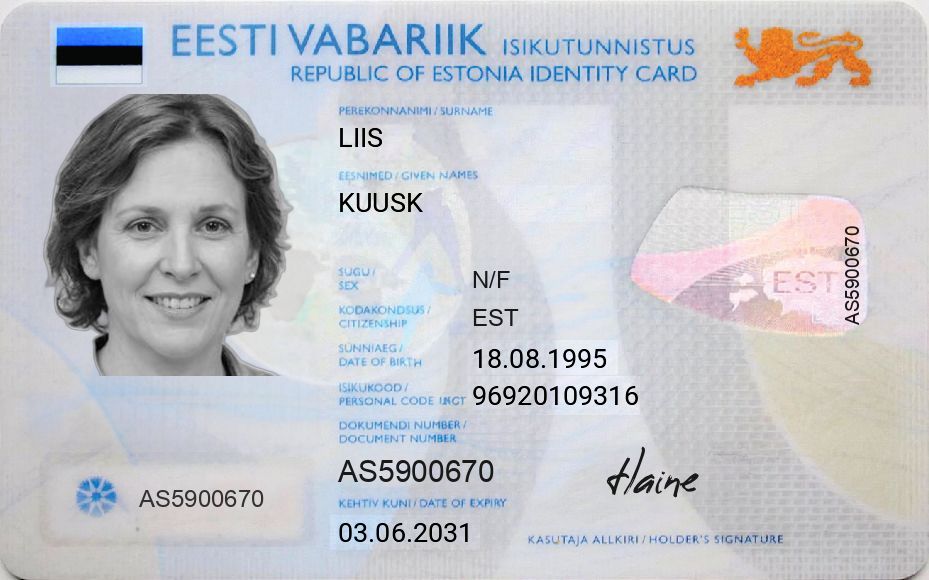 EESTI VABARIIK ISIKUTUNNISTUS
REPUBLIC OF ESTONIA IDENTITY CARD
PEREKONNANIMI / SURNAME
LIIS
EESNIMED / GIVEN NAMES
KUUSK
SUGU /
SEX
N/F
KODAKONDSUS /
CITIZENSHIP
EST
SÜNNIAEG /
DATE OF BIRTH
18.08.1995
ISIKUKOOD /
PERSONAL CODE
96920109316
DOKUMENDI NUMBER /
DOCUMENT NUMBER
AS5900670
KEHTIV KUNI / DATE OF EXPIRY
03.06.2031
AS5900670
EST
AS5900670
Haine
KASUTAJA ALLKIRI / HOLDER'S SIGNATURE